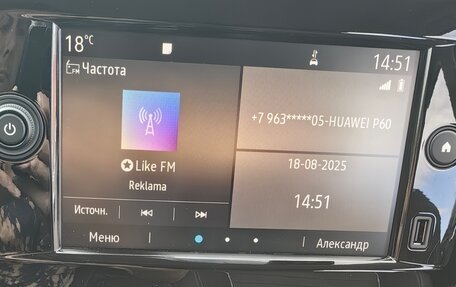 18°C
14:51
FM Частота
Like FM
Reklama
+7 963*****05-HUAWEI P60
18-08-2025
14:51
Источн.
Меню
Александр